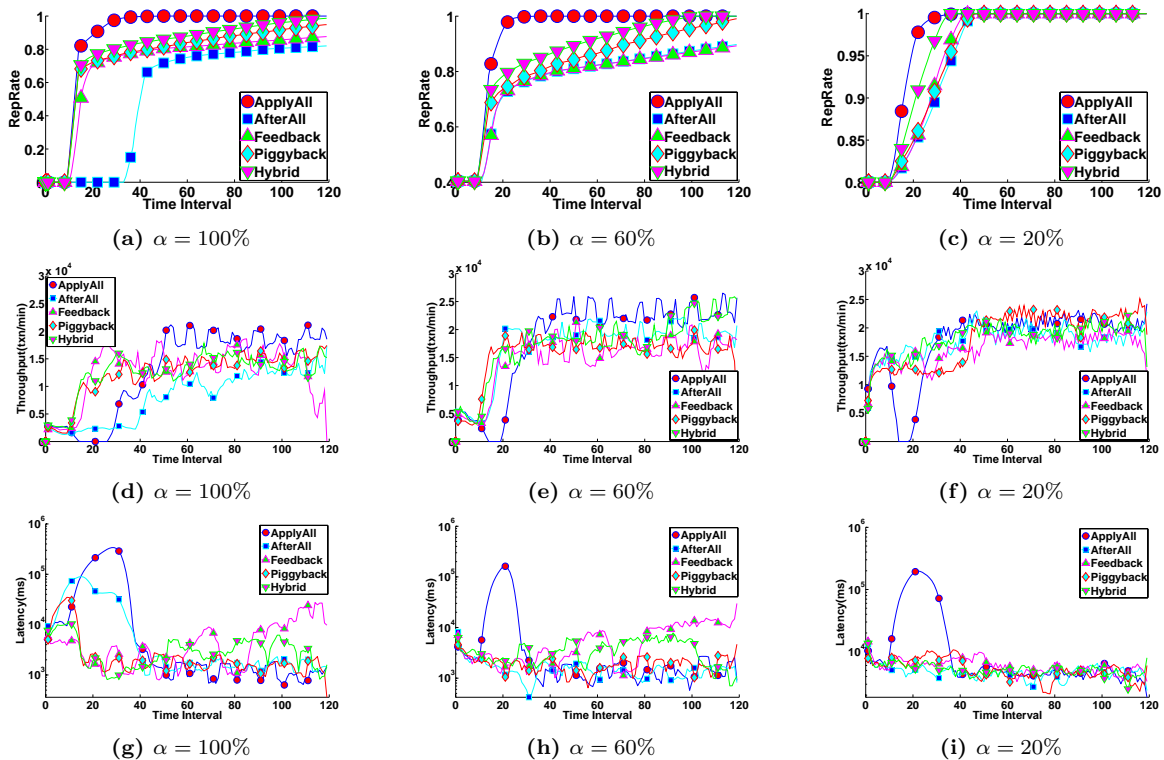 1
0.8
0.6
0.4
0.2
RepRate
ApplyAll
AfterAll
Feedback
Piggyback
Hybrid
20 40 60 80 100 120
Time Interval
(a) α = 100%
1
0.9
0.8
0.7
0.6
0.5
RepRate
ApplyAll
AfterAll
Feedback
Piggyback
Hybrid
20 40 60 80 100 120
Time Interval
(b) α = 60%
1
0.95
0.9
0.85
0.8
RepRate
ApplyAll
AfterAll
Feedback
Piggyback
Hybrid
20 40 60 80 100 120
Time Interval
(c) α = 20%
x 10^4
3
2.5
2
1.5
1
0.5
0
Throughput(txn/min)
ApplyAll
AfterAll
Feedback
Piggyback
Hybrid
0 20 40 60 80 100 120
Time Interval
(d) α = 100%
x 10^4
3
2.5
2
1.5
1
0.5
0
Throughput(txn/min)
ApplyAll
AfterAll
Feedback
Piggyback
Hybrid
0 20 40 60 80 100 120
Time Interval
(e) α = 60%
x 10^4
3
2.5
2
1.5
1
0.5
0
Throughput(txn/min)
ApplyAll
AfterAll
Feedback
Piggyback
Hybrid
0 20 40 60 80 100 120
Time Interval
(f) α = 20%
10^6
10^5
10^4
10^3
Latency(ms)
ApplyAll
AfterAll
Feedback
Piggyback
Hybrid
0 20 40 60 80 100 120
Time Interval
(g) α = 100%
10^6
10^5
10^4
10^3
Latency(ms)
ApplyAll
AfterAll
Feedback
Piggyback
Hybrid
0 20 40 60 80 100 120
Time Interval
(h) α = 60%
10^6
10^5
10^4
Latency(ms)
ApplyAll
AfterAll
Feedback
Piggyback
Hybrid
0 20 40 60 80 100 120
Time Interval
(i) α = 20%